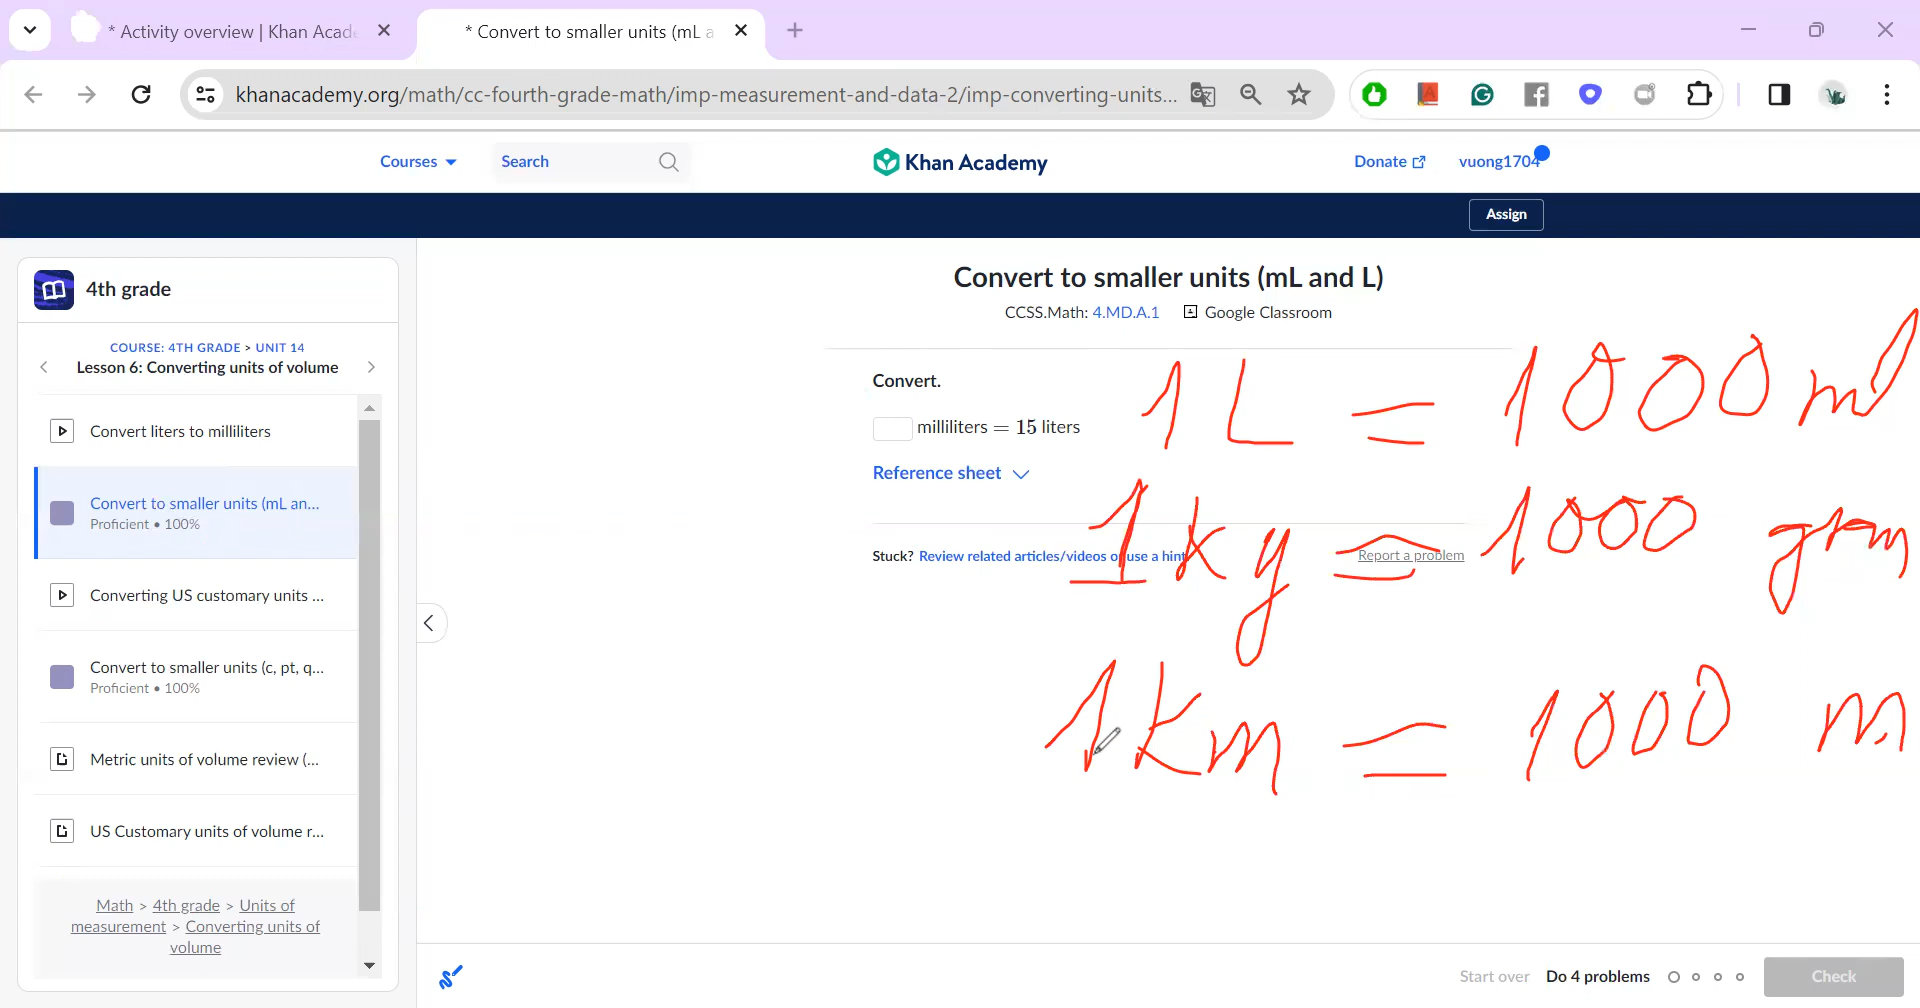 * Activity overview | Khan Acade
* Convert to smaller units (mL a
khanacademy.org/math/cc-fourth-grade-math/imp-measurement-and-data-2/imp-converting-units...
Courses
Search
Khan Academy
Donate
vuong1704
Assign
4th grade
COURSE: 4TH GRADE > UNIT 14
Lesson 6: Converting units of volume
Convert liters to milliliters
Convert to smaller units (mL an...
Proficient • 100%
Converting US customary units ...
Convert to smaller units (c, pt, q...
Proficient • 100%
Metric units of volume review (...
US Customary units of volume r...
Math > 4th grade > Units of
measurement > Converting units of
volume
Convert to smaller units (mL and L)
CCSS.Math: 4.MD.A.1 Google Classroom
Convert.
milliliters = 15 liters
1 L = 1000 ml
Reference sheet
1 kg = 1000 gram
Stuck? Review related articles/videos or use a hint.
Report a problem
1 km = 1000 m
Start over
Do 4 problems
Check